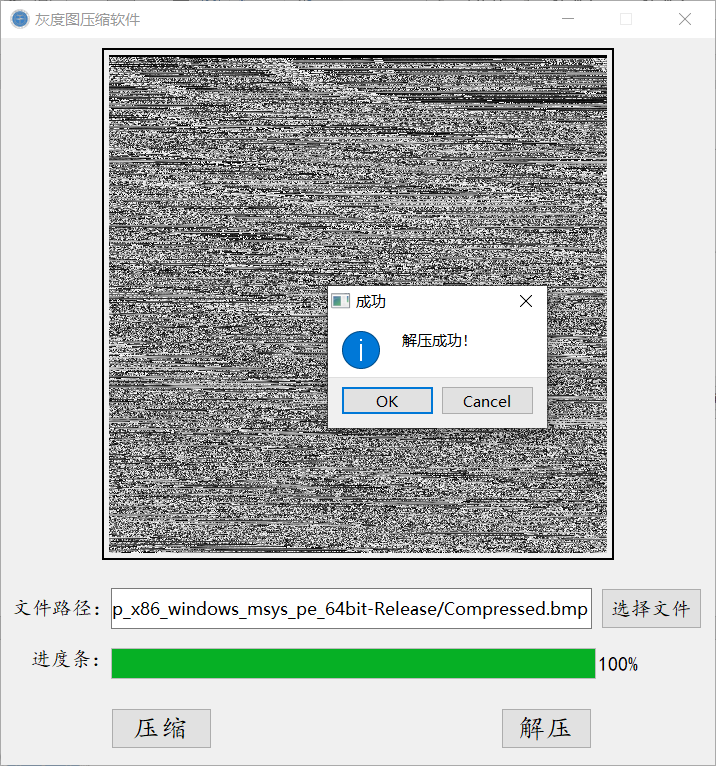 灰度图压缩软件
成功
解压成功!
OK
Cancel
文件路径:
p_x86_windows_msys_pe_64bit-Release/Compressed.bmp
选择文件
进度条:
100%
压缩
解压